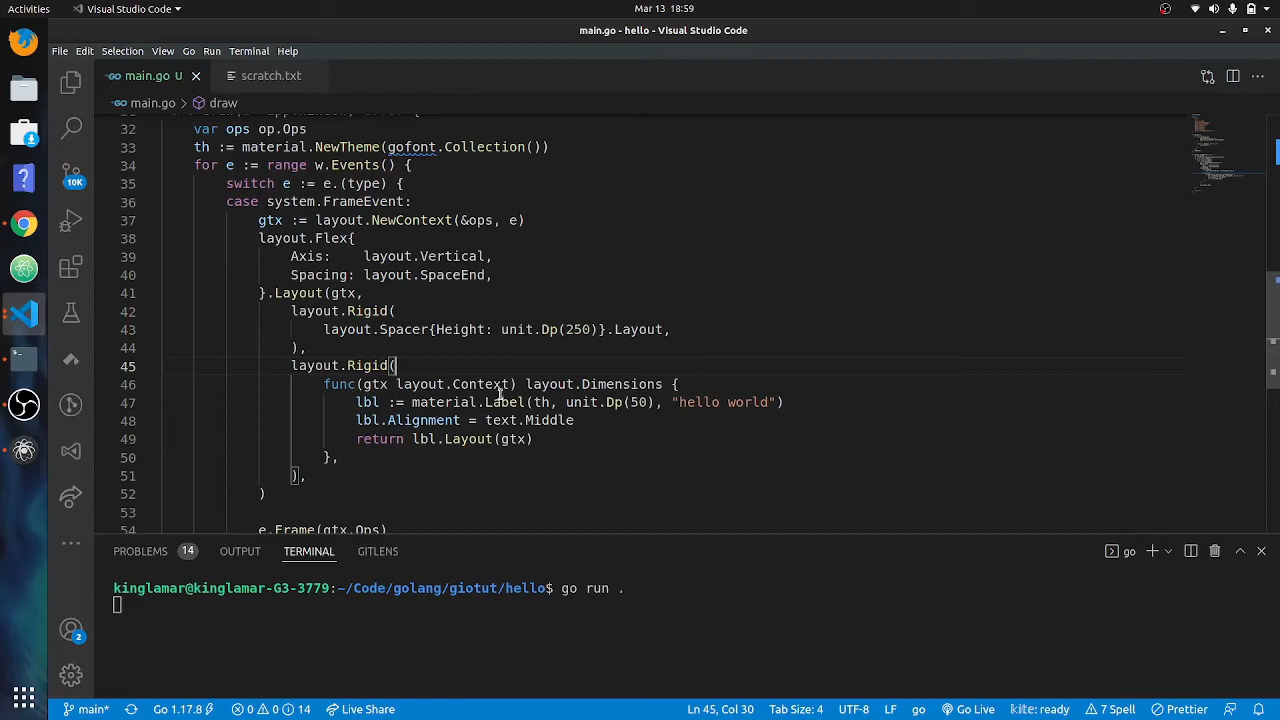 Activities
Visual Studio Code
Mar 13 18:59
main.go - hello - Visual Studio Code
File Edit Selection View Go Run Terminal Help
main.go U
scratch.txt
main.go > draw
32 var ops op.Ops
33 th := material.NewTheme(gofont.Collection())
34 for e := range w.Events() {
35 switch e := e.(type) {
36 case system.FrameEvent:
37 gtx := layout.NewContext(&ops, e)
38 layout.Flex{
39 Axis: layout.Vertical,
40 Spacing: layout.SpaceEnd,
41 }.Layout(gtx,
42 layout.Rigid(
43 layout.Spacer{Height: unit.Dp(250)}.Layout,
44 ),
45 layout.Rigid(
46 func(gtx layout.Context) layout.Dimensions {
47 lbl := material.Label(th, unit.Dp(50), "hello world")
48 lbl.Alignment = text.Middle
49 return lbl.Layout(gtx)
50 },
51 ),
52 )
53
54 e.Frame(gtx.Ops)
10K
PROBLEMS 14 OUTPUT TERMINAL GITLENS
go
kinglamar@kinglamar-G3-3779:~/Code/golang/giotut/hello$ go run .
2
main* Go 1.17.8 0 0 14 Live Share Ln 45, Col 30 Tab Size: 4 UTF-8 LF go Go Live kite: ready 7 Spell Prettier